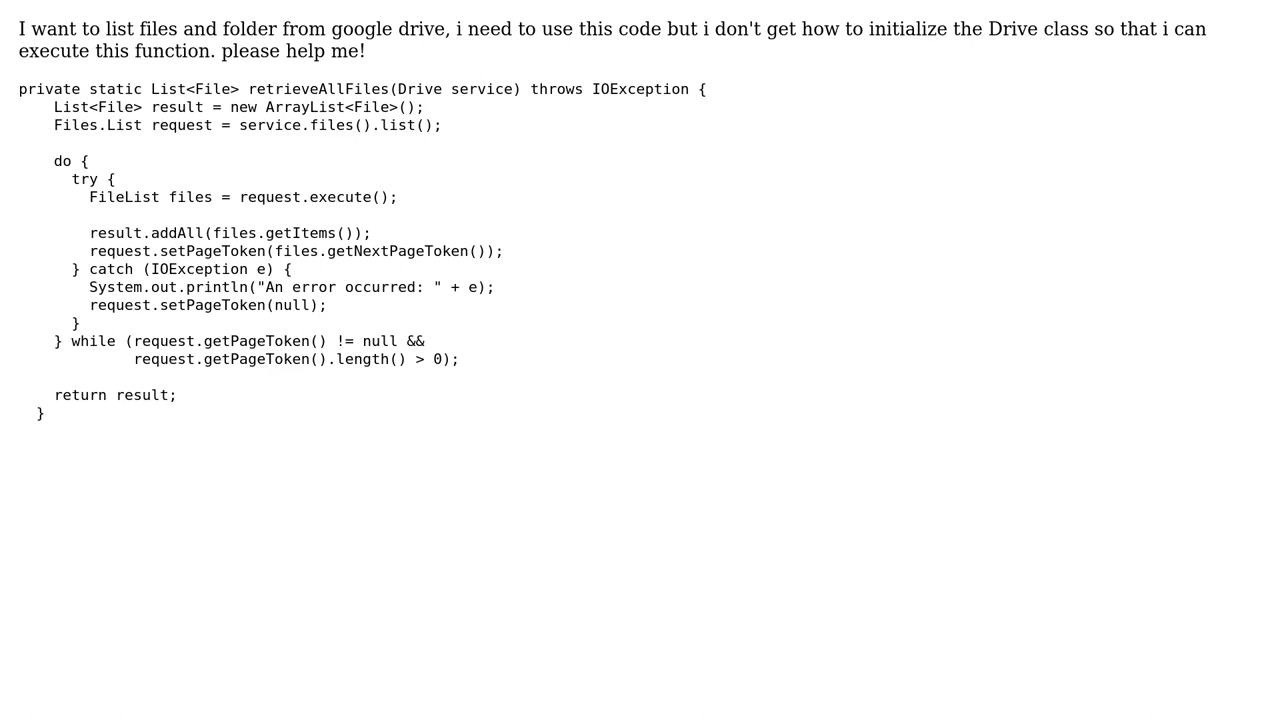 I want to list files and folder from google drive, i need to use this code but i don't get how to initialize the Drive class so that i can
execute this function. please help me!
private static List<File> retrieveAllFiles(Drive service) throws IOException {
    List<File> result = new ArrayList<File>();
    Files.List request = service.files().list();

    do {
      try {
        FileList files = request.execute();

        result.addAll(files.getItems());
        request.setPageToken(files.getNextPageToken());
      } catch (IOException e) {
        System.out.println("An error occurred: " + e);
        request.setPageToken(null);
      }
    } while (request.getPageToken() != null &&
             request.getPageToken().length() > 0);

    return result;
  }